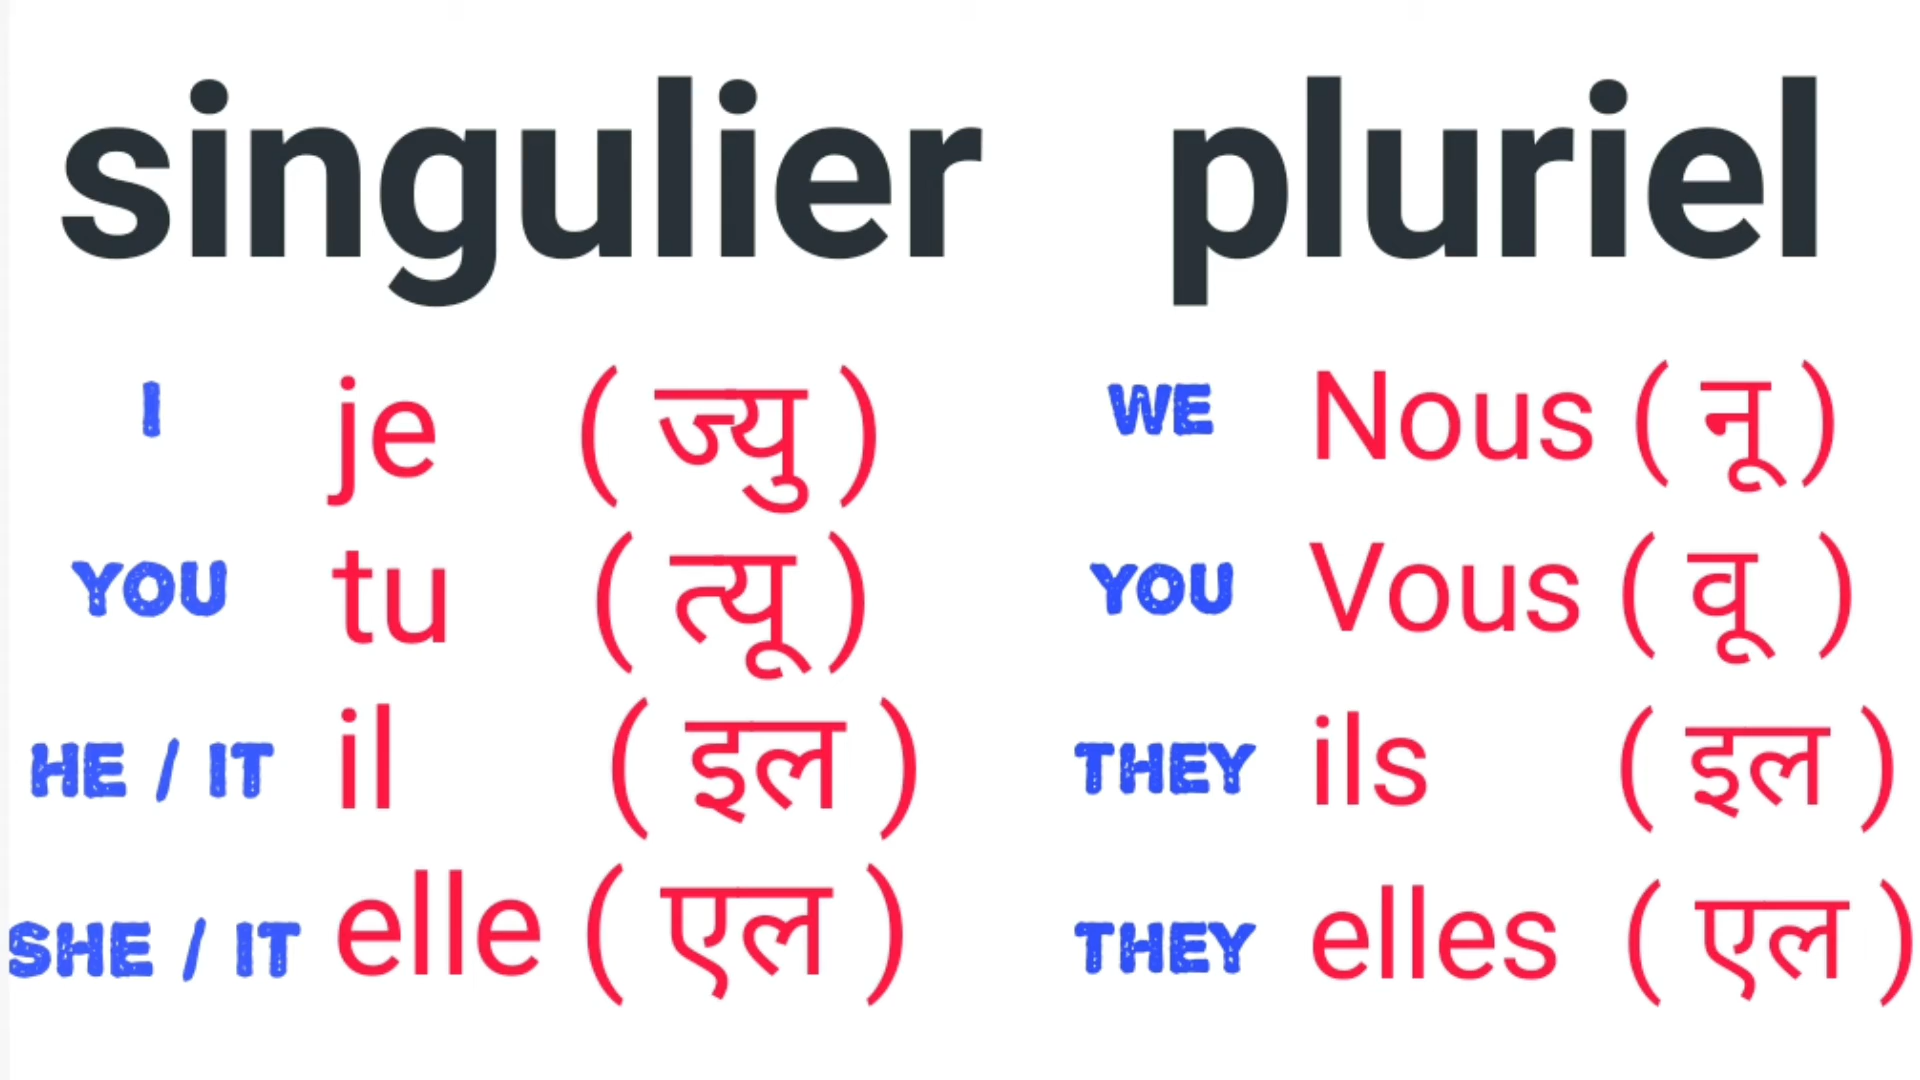 singulier pluriel
I je ( ज्यु ) WE Nous ( नू )
YOU tu ( त्यू ) YOU Vous ( वू )
HE / IT il ( इल ) THEY ils ( इल )
SHE / IT elle ( एल ) THEY elles ( एल )